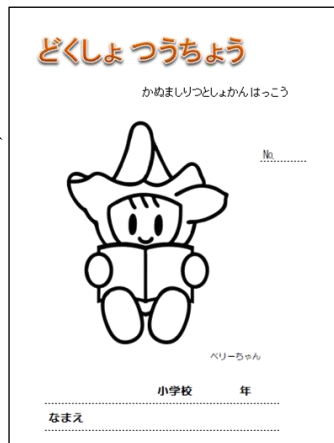 どくしょ つうちょう
かぬましりつとしょかん はっこう
No.
ベリーちゃん
小学校 年
なまえ